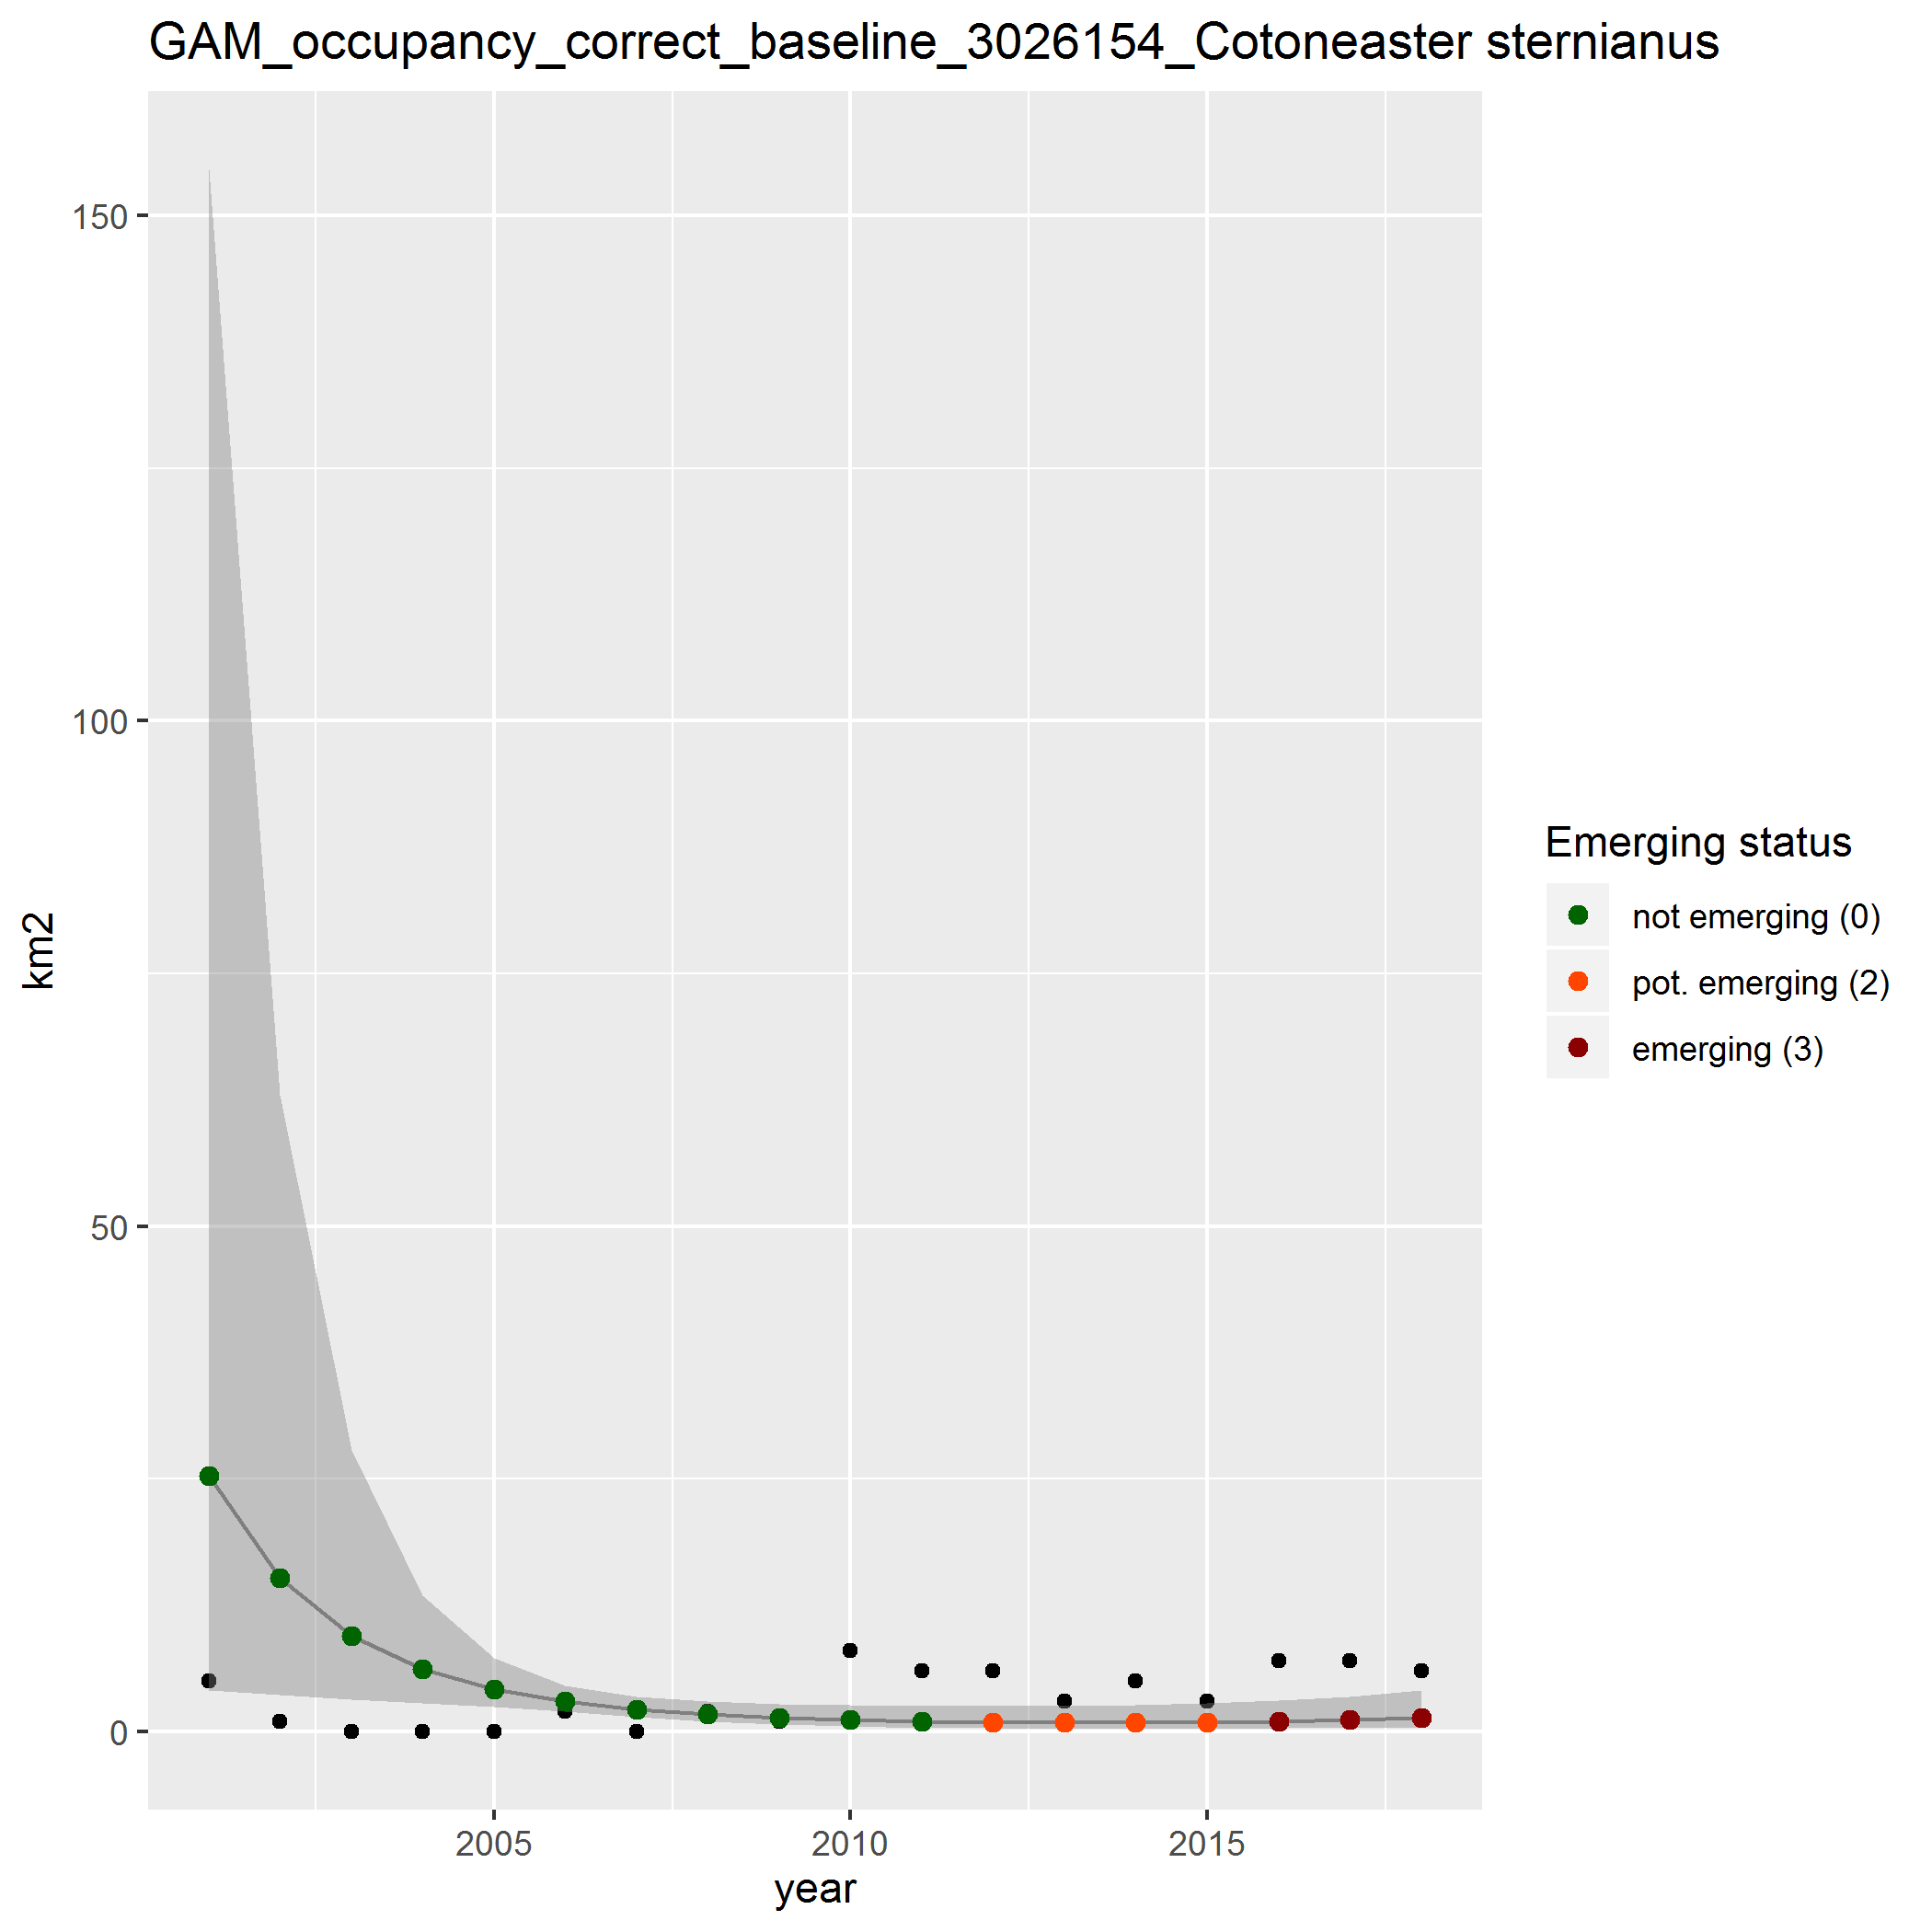 GAM_occupancy_correct_baseline_3026154_Cotoneaster sternianus
150
100
50
0
km2
2005 2010 2015
year
Emerging status
not emerging (0)
pot. emerging (2)
emerging (3)